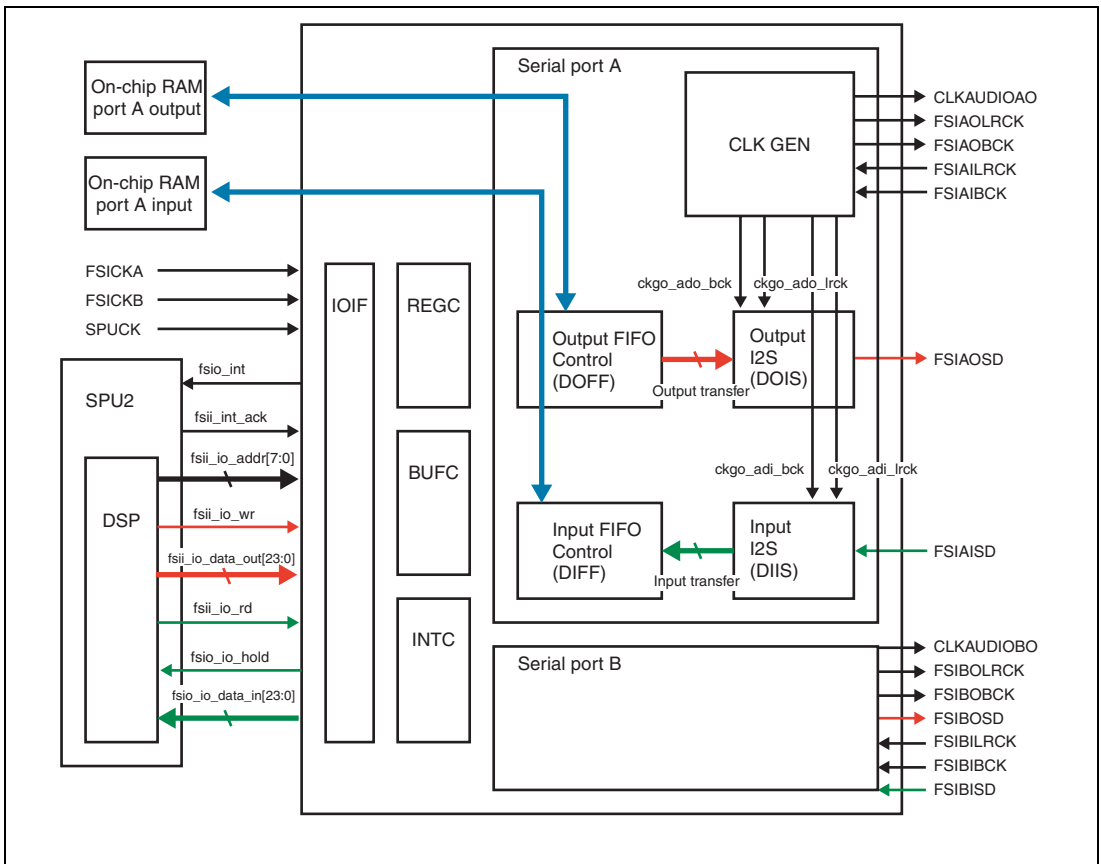 Serial port A
On-chip RAM
port A output
CLK GEN
CLKAUDIOAO
FSIAOLRCK
FSIAOBCK
FSIAILRCK
FSIAIBCK
On-chip RAM
port A input
FSICKA
FSICKB
SPUCK
IOIF
REGC
ckgo_ado_bck
ckgo_ado_lrck
Output FIFO
Control
(DOFF)
Output transfer
Output
I2S
(DOIS)
FSIAOSD
SPU2
fsio_int
fsii_int_ack
fsii_io_addr[7:0]
DSP
fsii_io_wr
fsii_io_data_out[23:0]
fsii_io_rd
fsio_io_hold
fsio_io_data_in[23:0]
BUFC
INTC
ckgo_adi_bck
ckgo_adi_lrck
Input FIFO
Control
(DIFF)
Input transfer
Input
I2S
(DIIS)
FSIAISD
Serial port B
CLKAUDIOBO
FSIBOLRCK
FSIBOBCK
FSIBOSD
FSIBILRCK
FSIBIBCK
FSIBISD